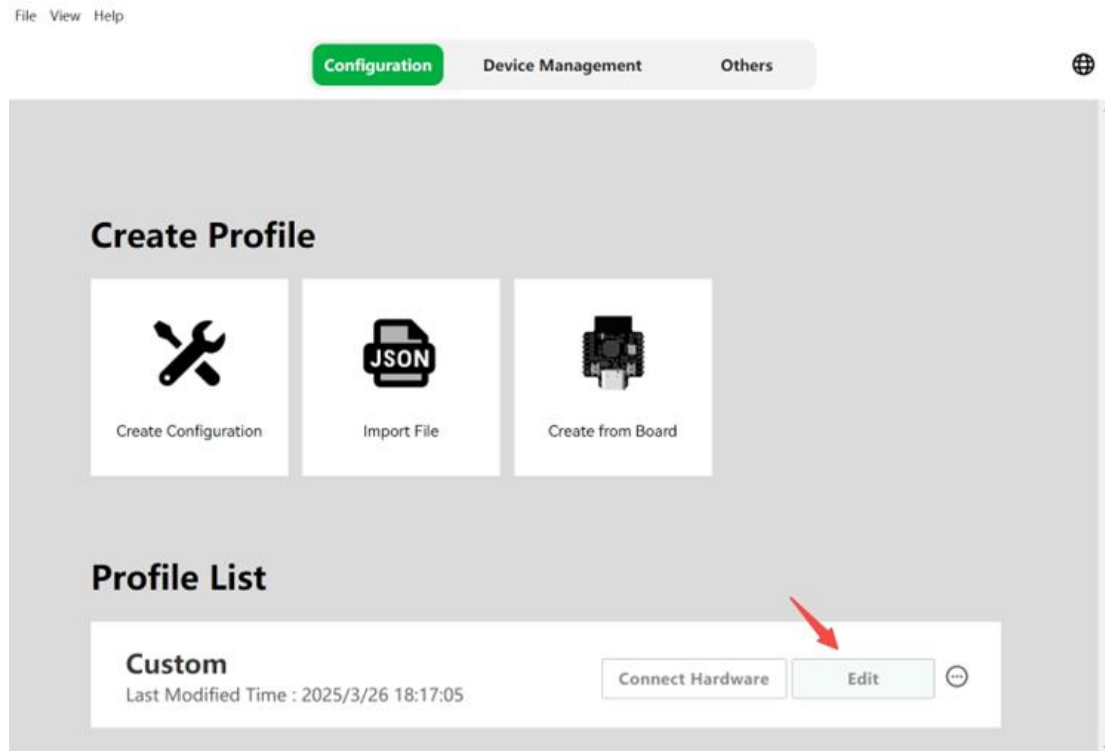 File View Help
Configuration Device Management Others
Create Profile
JSON
Create Configuration Import File Create from Board
Profile List
Custom
Last Modified Time : 2025/3/26 18:17:05
Connect Hardware Edit